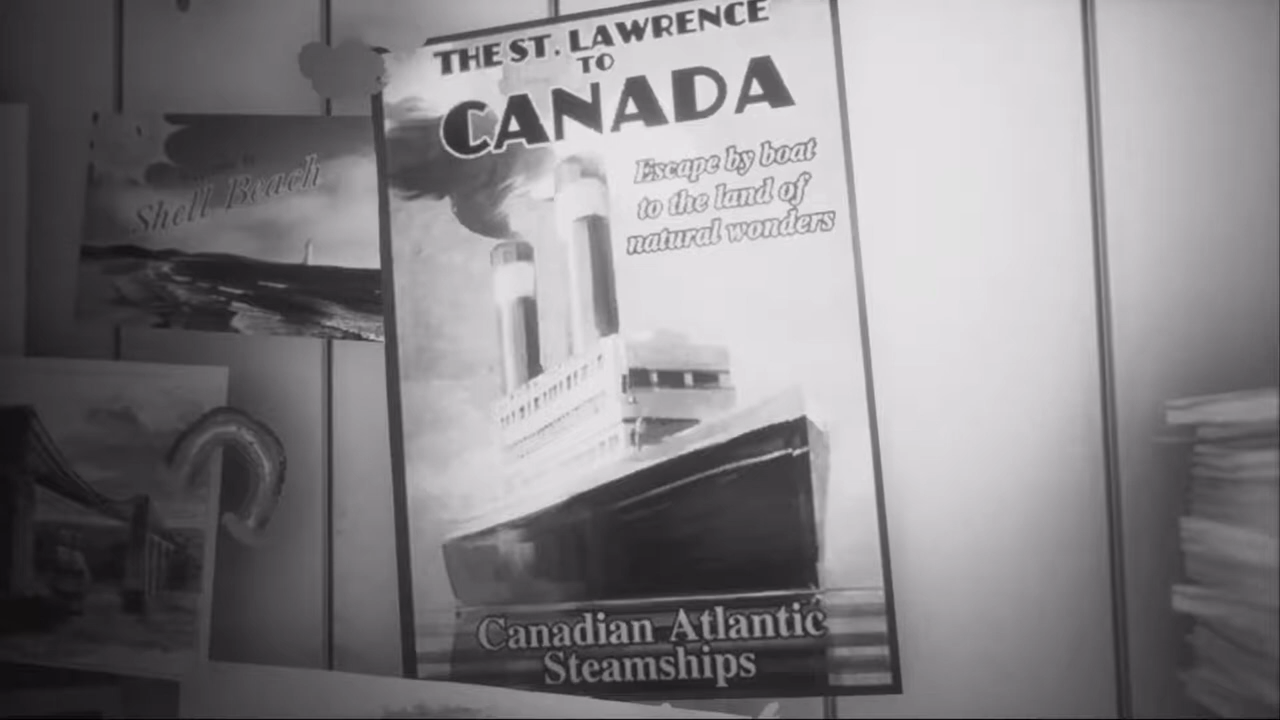 THE ST. LAWRENCE
TO
CANADA
Escape by boat
to the land of
natural wonders
Shell Beach
Canadian Atlantic
Steamships